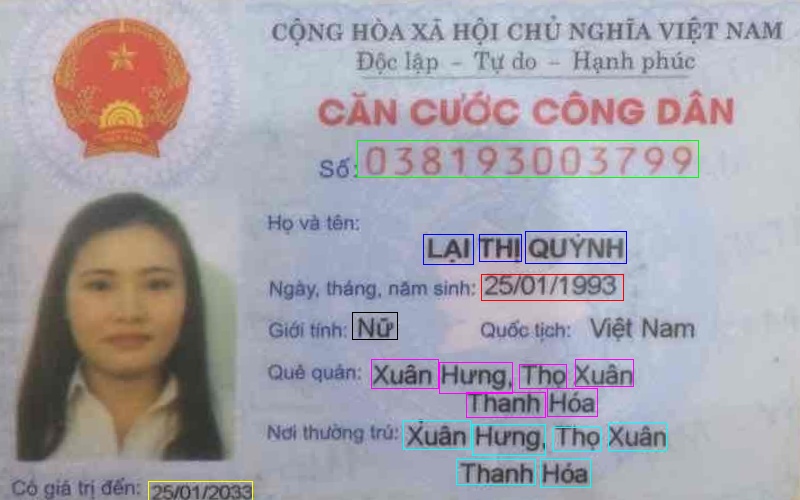 CỘNG HÒA XÃ HỘI CHỦ NGHĨA VIỆT NAM
Độc lập - Tự do - Hạnh phúc
CĂN CƯỚC CÔNG DÂN
Số: 038193003799
Họ và tên:
LẠI THỊ QUỲNH
Ngày, tháng, năm sinh: 25/01/1993
Giới tính: Nữ Quốc tịch: Việt Nam
Quê quán: Xuân Hưng, Thọ Xuân
Thanh Hóa
Nơi thường trú: Xuân Hưng, Thọ Xuân
Thanh Hóa
Có giá trị đến: 25/01/2033